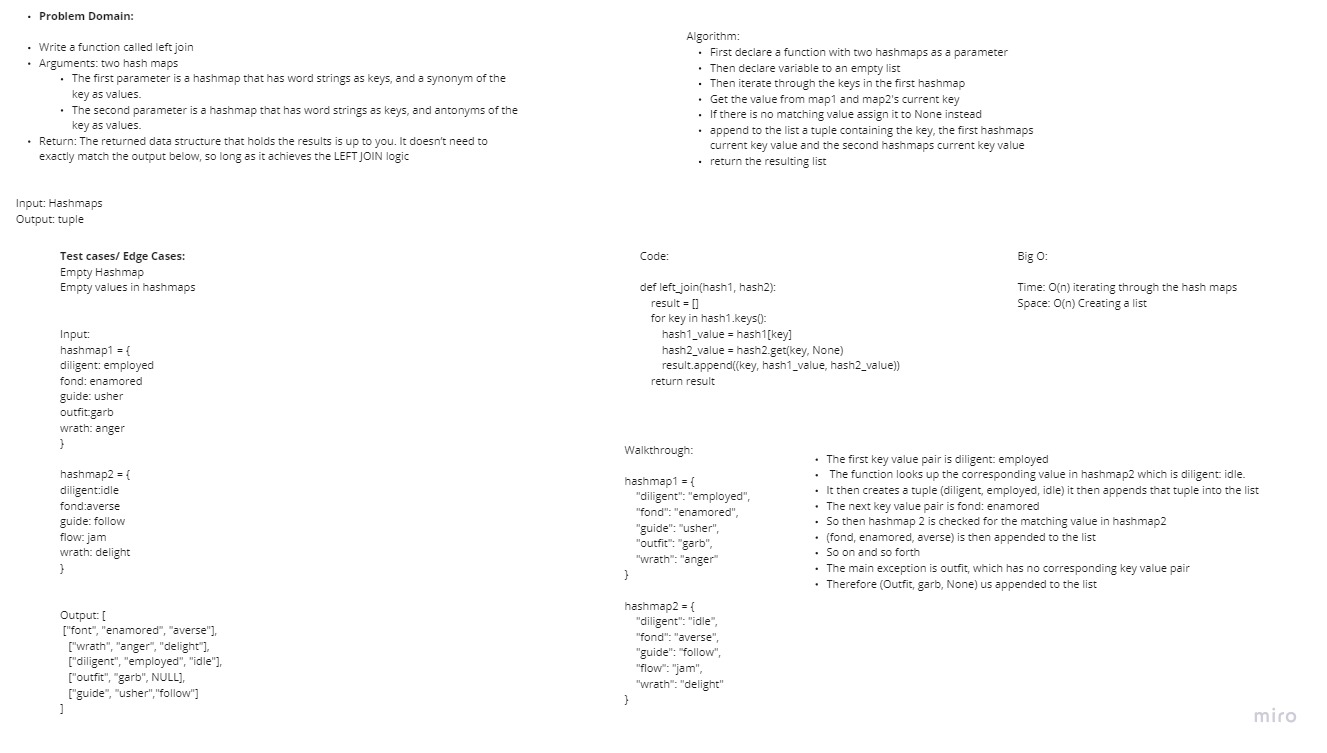 Problem Domain:
Write a function called left join
Arguments: two hash maps
The first parameter is a hashmap that has word strings as keys, and a synonym of the
key as values.
The second parameter is a hashmap that has word strings as keys, and antonyms of the
key as values.
Return: The returned data structure that holds the results is up to you. It doesn't need to
exactly match the output below, so long as it achieves the LEFT JOIN logic
Input: Hashmaps
Output: tuple
Algorithm:
First declare a function with two hashmaps as a parameter
Then declare variable to an empty list
Then iterate through the keys in the first hashmap
Get the value from map1 and map2's current key
If there is no matching value assign it to None instead
append to the list a tuple containing the key, the first hashmaps
current key value and the second hashmaps current key value
return the resulting list
Test cases/ Edge Cases:
Empty Hashmap
Empty values in hashmaps
Input:
hashmap1 = {
diligent: employed
fond: enamored
guide: usher
outfit:garb
wrath: anger
}
hashmap2 = {
diligent:idle
fond:averse
guide: follow
flow: jam
wrath: delight
}
Output: [
["font", "enamored", "averse"],
["wrath", "anger", "delight"],
["diligent", "employed", "idle"],
["outfit", "garb", NULL],
["guide", "usher","follow"]
]
Code:
def left_join(hash1, hash2):
result = []
for key in hash1.keys():
hash1_value = hash1[key]
hash2_value = hash2.get(key, None)
result.append((key, hash1_value, hash2_value))
return result
Big O:
Time: O(n) iterating through the hash maps
Space: O(n) Creating a list
Walkthrough:
hashmap1 = {
"diligent": "employed",
"fond": "enamored",
"guide": "usher",
"outfit": "garb",
"wrath": "anger"
}
hashmap2 = {
"diligent": "idle",
"fond": "averse",
"guide": "follow",
"flow": "jam",
"wrath": "delight"
}
The first key value pair is diligent: employed
The function looks up the corresponding value in hashmap2 which is diligent: idle.
It then creates a tuple (diligent, employed, idle) it then appends that tuple into the list
The next key value pair is fond: enamored
So then hashmap 2 is checked for the matching value in hashmap2
(fond, enamored, averse) is then appended to the list
So on and so forth
The main exception is outfit, which has no corresponding key value pair
Therefore (Outfit, garb, None) us appended to the list
miro